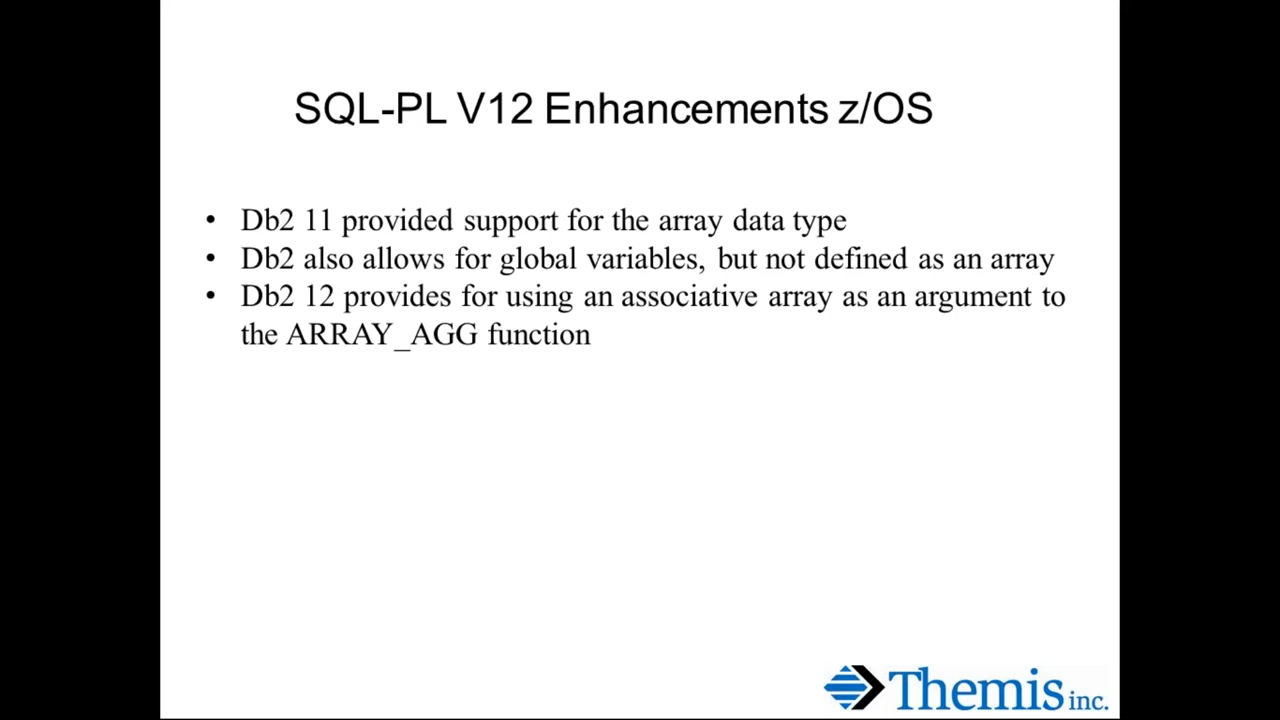 SQL-PL V12 Enhancements z/OS
• Db2 11 provided support for the array data type
• Db2 also allows for global variables, but not defined as an array
• Db2 12 provides for using an associative array as an argument to
the ARRAY_AGG function
Themis inc.